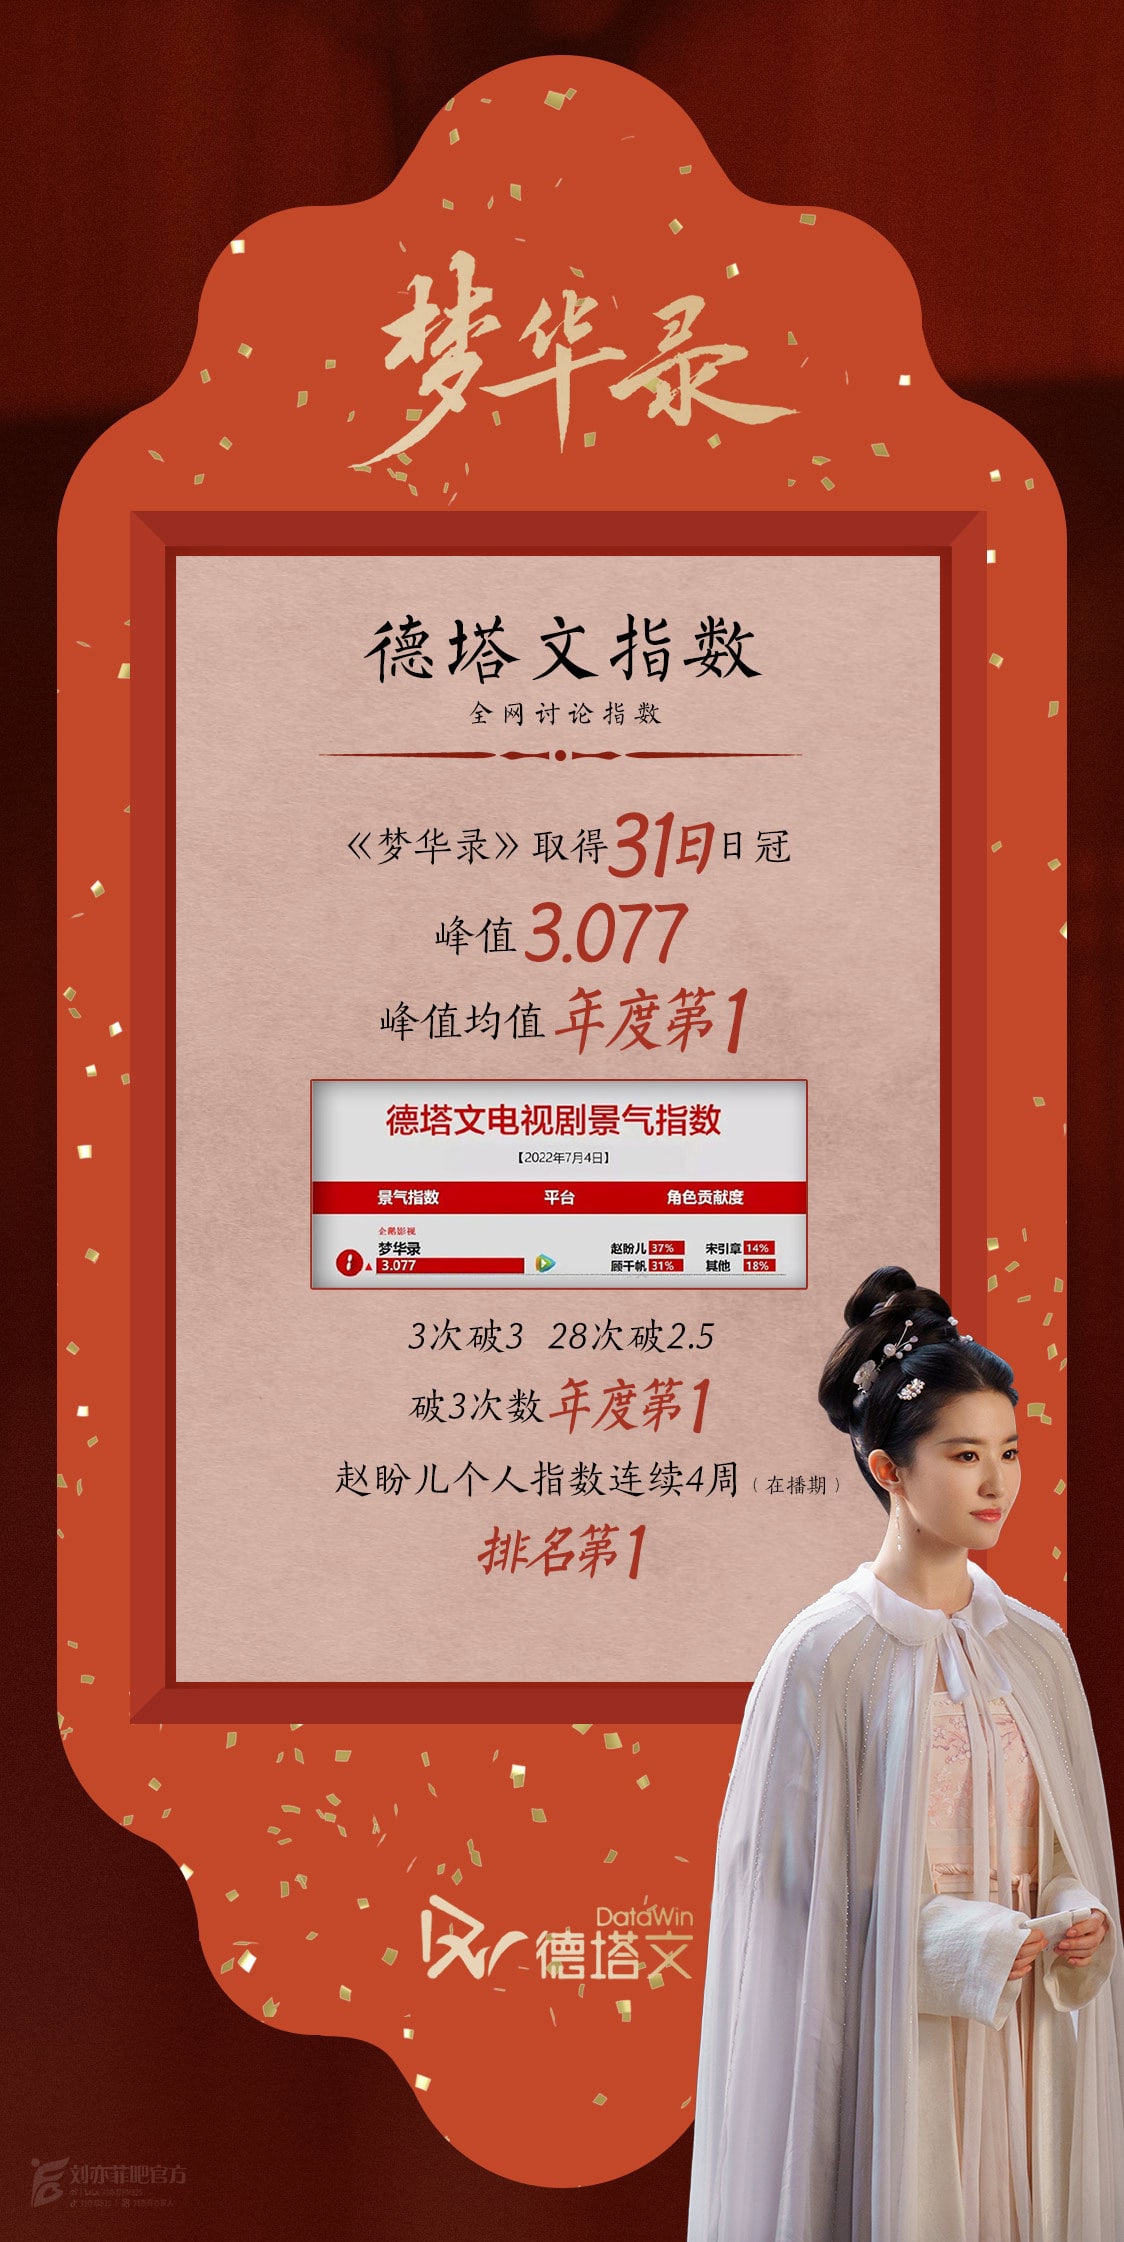 梦华录
德塔文指数
全网讨论指数
《梦华录》取得31日日冠
峰值3.077
峰值均值 年度第1
德塔文电视剧景气指数
【2022年7月4日】
景气指数 平台 角色贡献度
企鹅影视
梦华录
1 3.077
赵盼儿 37% 宋引章 14%
顾千帆 31% 其他 18%
3次破3 28次破2.5
破3次数年度第1
赵盼儿个人指数连续4周（在播期）
排名第1
DataWin
德塔文
刘亦菲吧官方